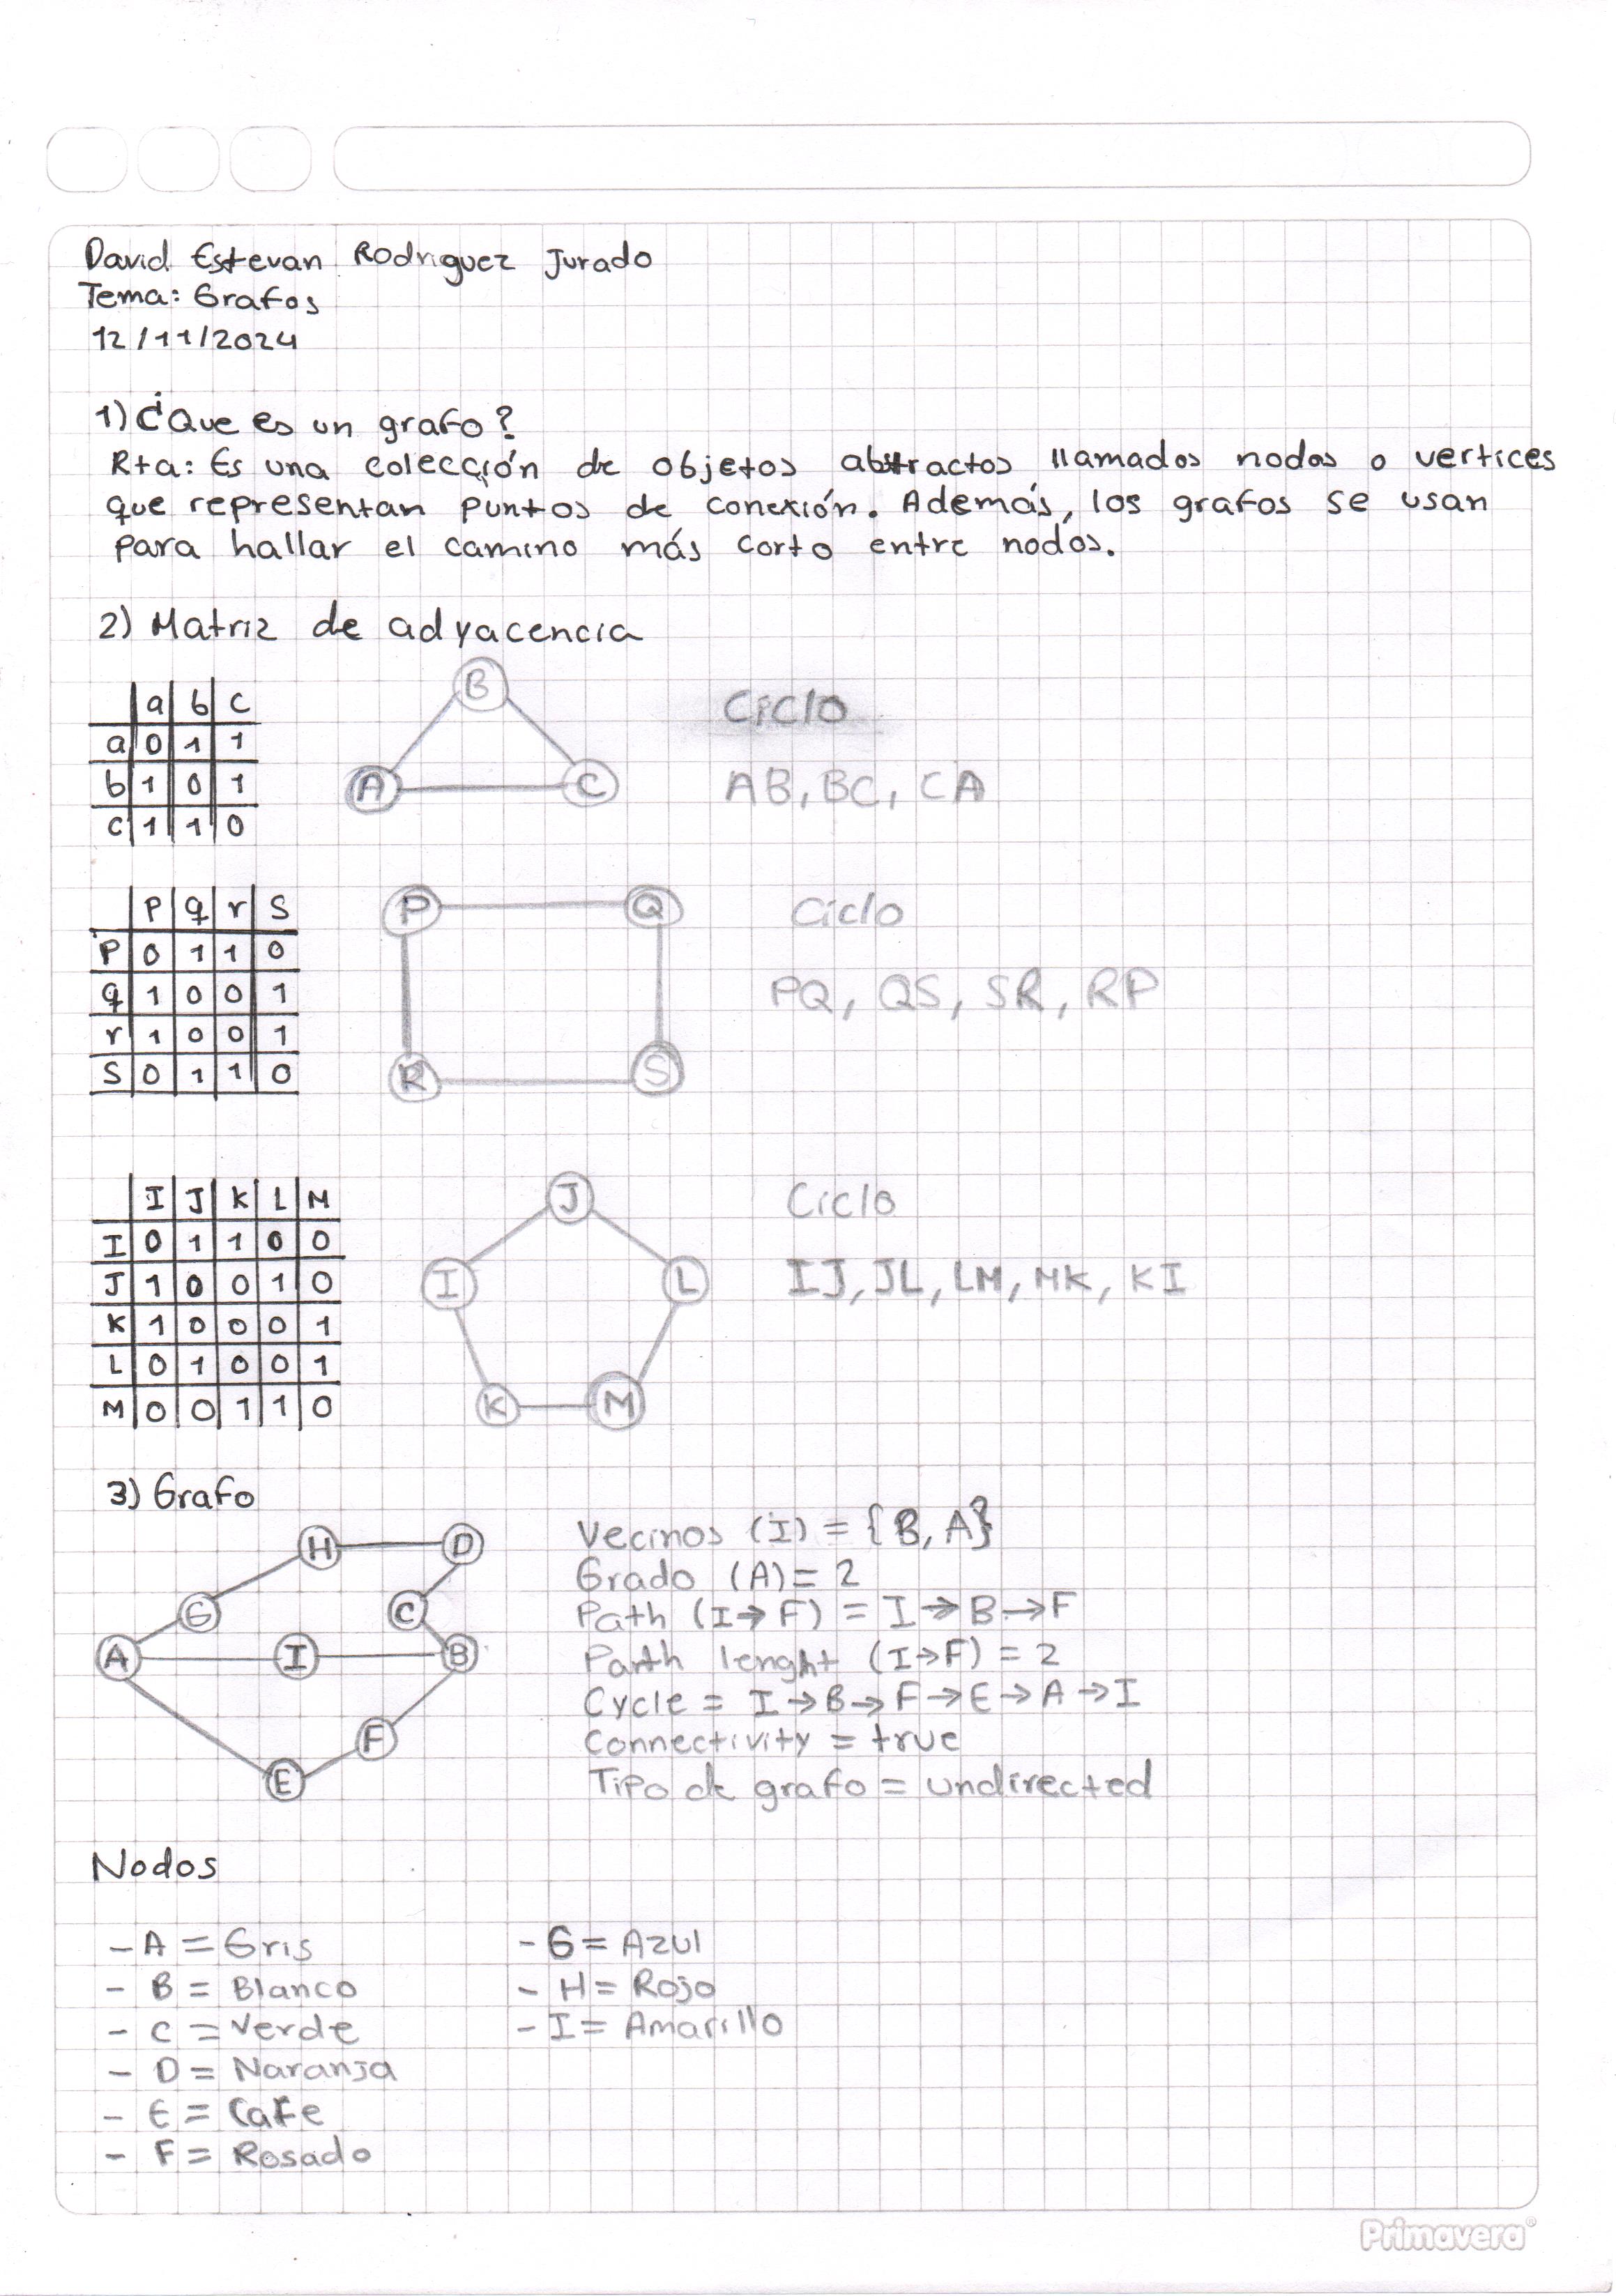 David Estevan Rodriguez Jurado
Tema: Grafos
12/11/2024
1) ¿Que es un grafo?
Rta: Es una colección de objetos abstractos llamados nodos o vertices
que representan puntos de conexión. Además, los grafos se usan
para hallar el camino más corto entre nodos.
2) Matriz de adyacencia
a b c
a 0 1 1
b 1 0 1
c 1 1 0
B
A C
Ciclo
AB, BC, CA
P q r S
P 0 1 1 0
q 1 0 0 1
r 1 0 0 1
S 0 1 1 0
P Q
R S
Ciclo
PQ, QS, SR, RP
I J K L M
I 0 1 1 0 0
J 1 0 0 1 0
K 1 0 0 0 1
L 0 1 0 0 1
M 0 0 1 1 0
J
I L
K M
Ciclo
IJ, JL, LM, MK, KI
3) Grafo
H D
G C
A I B
F
E
Vecinos (I) = {B, A}
Grado (A) = 2
Path (I→F) = I→B→F
Parth lenght (I→F) = 2
Cycle = I→B→F→E→A→I
Connectivity = true
Tipo de grafo = undirected
Nodos
- A = Gris
- B = Blanco
- C = Verde
- D = Naranja
- E = Cafe
- F = Rosado
- G = Azul
- H = Rojo
- I = Amarillo
Primavera®